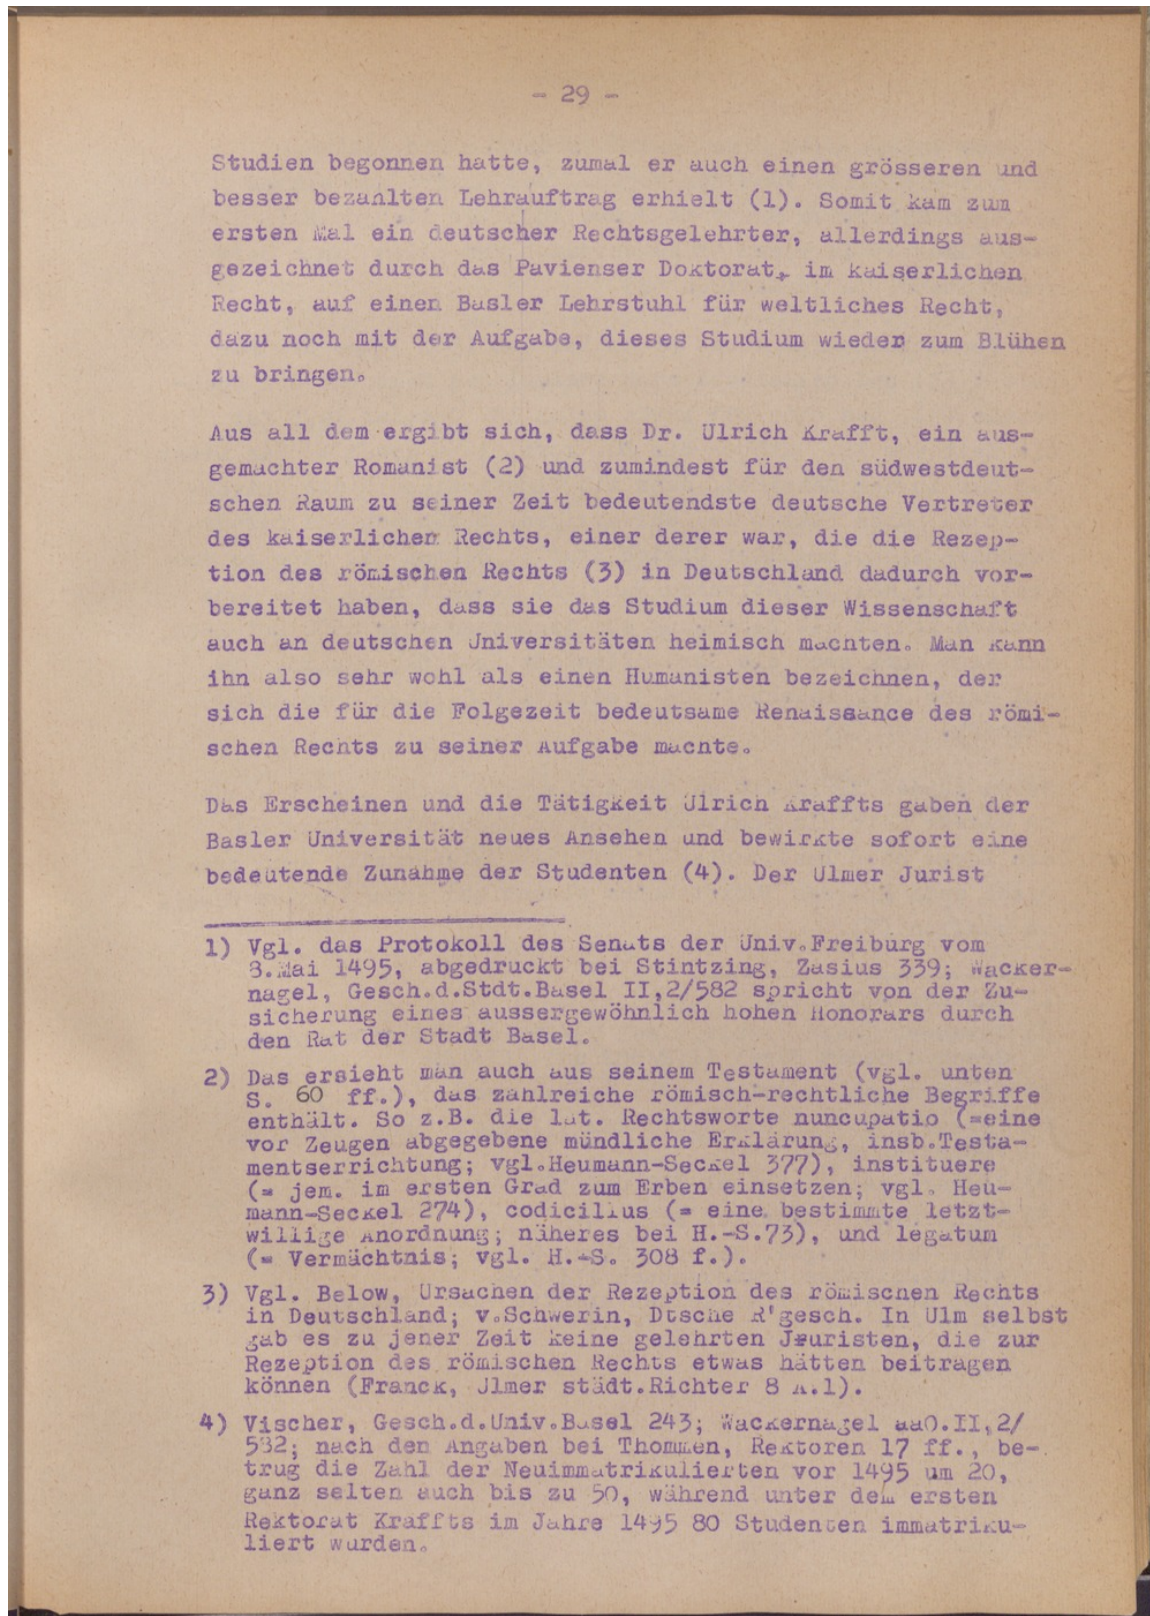 - 29 -
Studien begonnen hatte, zumal er auch einen grösseren und
besser bezahlten Lehrauftrag erhielt (1). Somit kam zum
ersten Mal ein deutscher Rechtsgelehrter, allerdings aus-
gezeichnet durch das Pavienser Doktorat, im kaiserlichen
Recht, auf einen Basler Lehrstuhl für weltliches Recht,
dazu noch mit der Aufgabe, dieses Studium wieder zum Blühen
zu bringen.
Aus all dem ergibt sich, dass Dr. Ulrich Krafft, ein aus-
gemachter Romanist (2) und zumindest für den südwestdeut-
schen Raum zu seiner Zeit bedeutendste deutsche Vertreter
des kaiserlichen Rechts, einer derer war, die die Rezep-
tion des römischen Rechts (3) in Deutschland dadurch vor-
bereitet haben, dass sie das Studium dieser Wissenschaft
auch an deutschen Universitäten heimisch machten. Man kann
ihn also sehr wohl als einen Humanisten bezeichnen, der
sich die für die Folgezeit bedeutsame Renaissance des römi-
schen Rechts zu seiner Aufgabe machte.
Das Erscheinen und die Tätigkeit Ulrich Kraffts gaben der
Basler Universität neues Ansehen und bewirkte sofort eine
bedeutende Zunahme der Studenten (4). Der Ulmer Jurist
1) Vgl. das Protokoll des Senats der Univ.Freiburg vom
8.Mai 1495, abgedruckt bei Stintzing, Zasius 339; Wacker-
nagel, Gesch.d.Stdt.Basel II,2/582 spricht von der Zu-
sicherung eines aussergewöhnlich hohen Honorars durch
den Rat der Stadt Basel.
2) Das ersieht man auch aus seinem Testament (vgl. unten
S. 60 ff.), das zahlreiche römisch-rechtliche Begriffe
enthält. So z.B. die lat. Rechtsworte nuncupatio (=eine
vor Zeugen abgegebene mündliche Erklärung, insb.Testa-
mentserrichtung; vgl.Heumann-Seckel 377), instituere
(= jem. im ersten Grad zum Erben einsetzen; vgl. Heu-
mann-Seckel 274), codicillus (= eine bestimmte letzt-
willige Anordnung; näheres bei H.-S.73), und legatum
(= Vermächtnis; vgl. H.-S. 308 f.).
3) Vgl. Below, Ursachen der Rezeption des römischen Rechts
in Deutschland; v.Schwerin, Dtsche R'gesch. In Ulm selbst
gab es zu jener Zeit keine gelehrten Juristen, die zur
Rezeption des römischen Rechts etwas hätten beitragen
können (Franck, Ulmer städt.Richter 8 A.1).
4) Vischer, Gesch.d.Univ.Basel 243; Wackernagel aaO.II,2/
582; nach den Angaben bei Thommen, Rektoren 17 ff., be-
trug die Zahl der Neuimmatrikulierten vor 1495 um 20,
ganz selten auch bis zu 50, während unter dem ersten
Rektorat Kraffts im Jahre 1495 80 Studenten immatriku-
liert wurden.